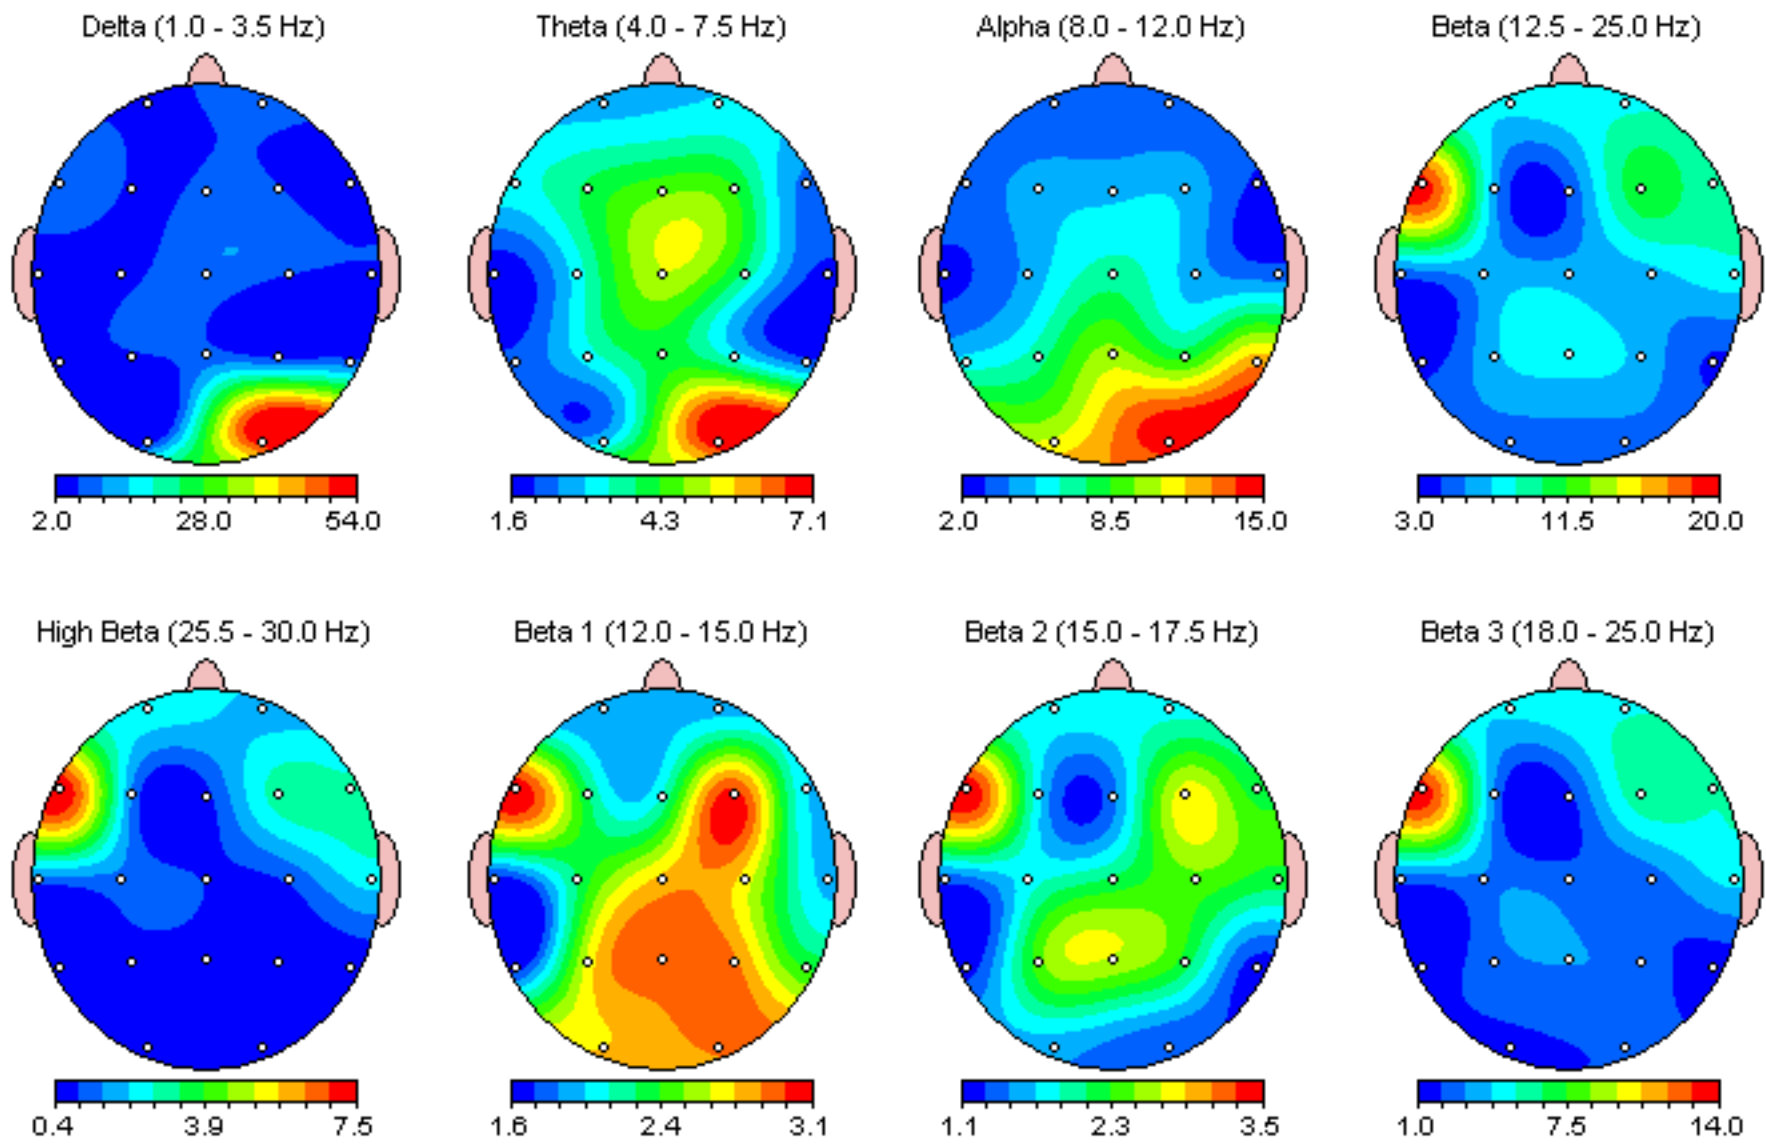 Delta (1.0 - 3.5 Hz) Theta (4.0 - 7.5 Hz) Alpha (8.0 - 12.0 Hz) Beta (12.5 - 25.0 Hz)
2.0 28.0 54.0 1.6 4.3 7.1 2.0 8.5 15.0 3.0 11.5 20.0
High Beta (25.5 - 30.0 Hz) Beta 1 (12.0 - 15.0 Hz) Beta 2 (15.0 - 17.5 Hz) Beta 3 (18.0 - 25.0 Hz)
0.4 3.9 7.5 1.6 2.4 3.1 1.1 2.3 3.5 1.0 7.5 14.0